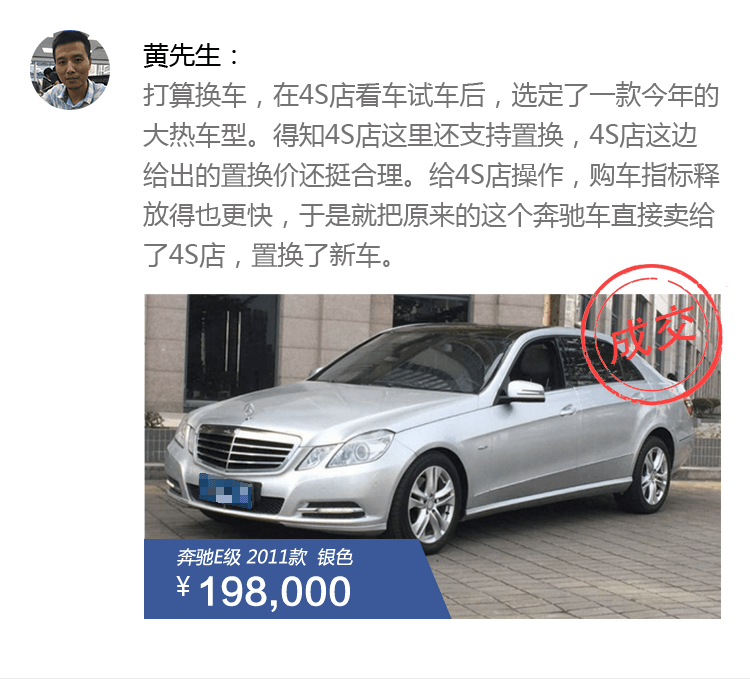 黄先生：
打算换车，在4S店看车试车后，选定了一款今年的
大热车型。得知4S店这里还支持置换，4S店这边
给出的置换价还挺合理。给4S店操作，购车指标释
放得也更快，于是就把原来的这个奔驰车直接卖给
了4S店，置换了新车。
成交
奔驰E级 2011款 银色
¥ 198,000